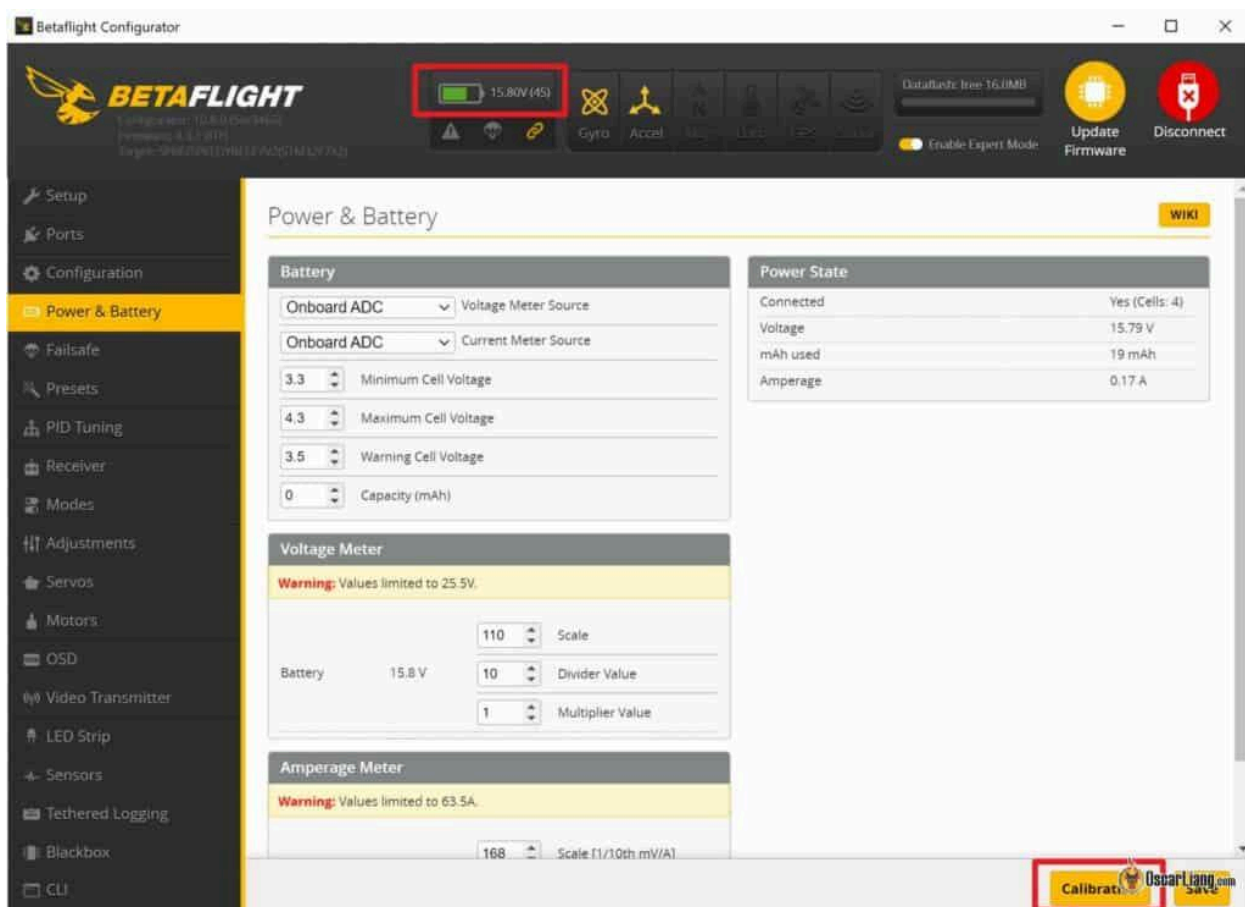 Betaflight Configurator
BETAFLIGHT
15.80V (4S)
Gyro
Accel
Dataflash: free 16.0MB
Enable Expert Mode
Update
Firmware
Disconnect
Setup
Ports
Configuration
Power & Battery
Failsafe
Presets
PID Tuning
Receiver
Modes
Adjustments
Servos
Motors
OSD
Video Transmitter
LED Strip
Sensors
Tethered Logging
Blackbox
CLI
Power & Battery
WIKI
Battery
Onboard ADC Voltage Meter Source
Onboard ADC Current Meter Source
3.3 Minimum Cell Voltage
4.3 Maximum Cell Voltage
3.5 Warning Cell Voltage
0 Capacity (mAh)
Power State
Connected Yes (Cells: 4)
Voltage 15.79 V
mAh used 19 mAh
Amperage 0.17 A
Voltage Meter
Warning: Values limited to 25.5V.
110 Scale
Battery 15.8 V 10 Divider Value
1 Multiplier Value
Amperage Meter
Warning: Values limited to 63.5A.
168 Scale [1/10th mV/A]
Calibrat
Save
OscarLiang.com